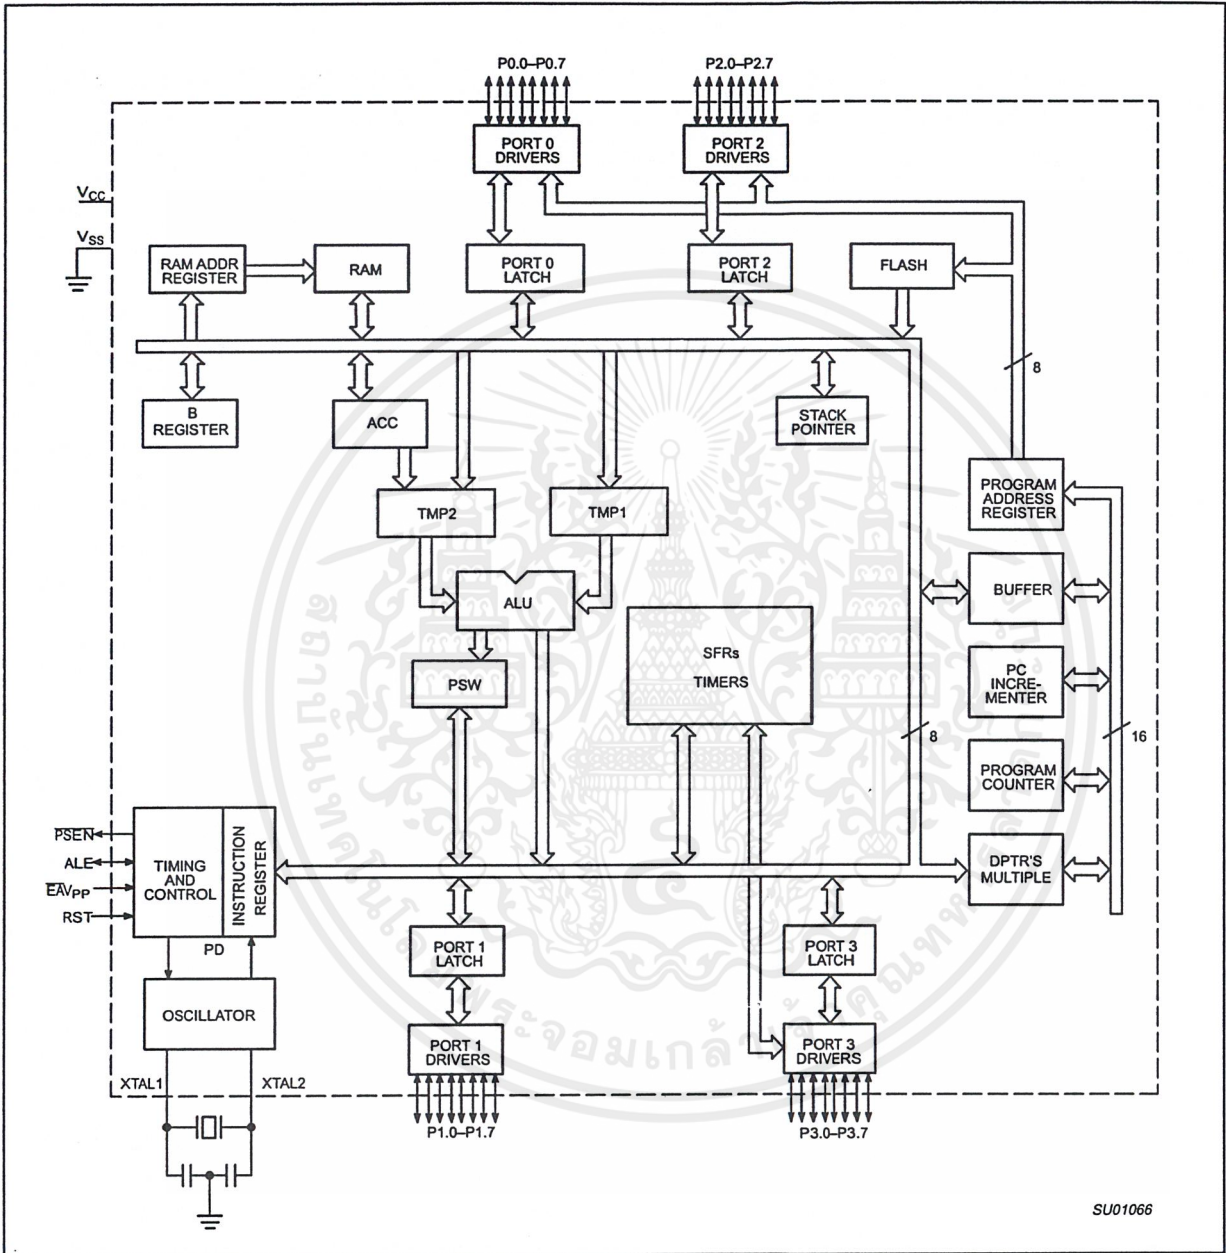 P0.0–P0.7
P2.0–P2.7
PORT 0
DRIVERS
PORT 2
DRIVERS
VCC
VSS
RAM ADDR
REGISTER
RAM
PORT 0
LATCH
PORT 2
LATCH
FLASH
8
B
REGISTER
ACC
STACK
POINTER
PROGRAM
ADDRESS
REGISTER
TMP2
TMP1
BUFFER
ALU
SFRs
TIMERS
PSW
PC
INCRE-
MENTER
8
16
PROGRAM
COUNTER
PSEN
ALE
EAVPP
RST
TIMING
AND
CONTROL
INSTRUCTION
REGISTER
DPTR'S
MULTIPLE
PD
PORT 1
LATCH
PORT 3
LATCH
OSCILLATOR
PORT 1
DRIVERS
PORT 3
DRIVERS
XTAL1
XTAL2
P1.0–P1.7
P3.0–P3.7
SU01066